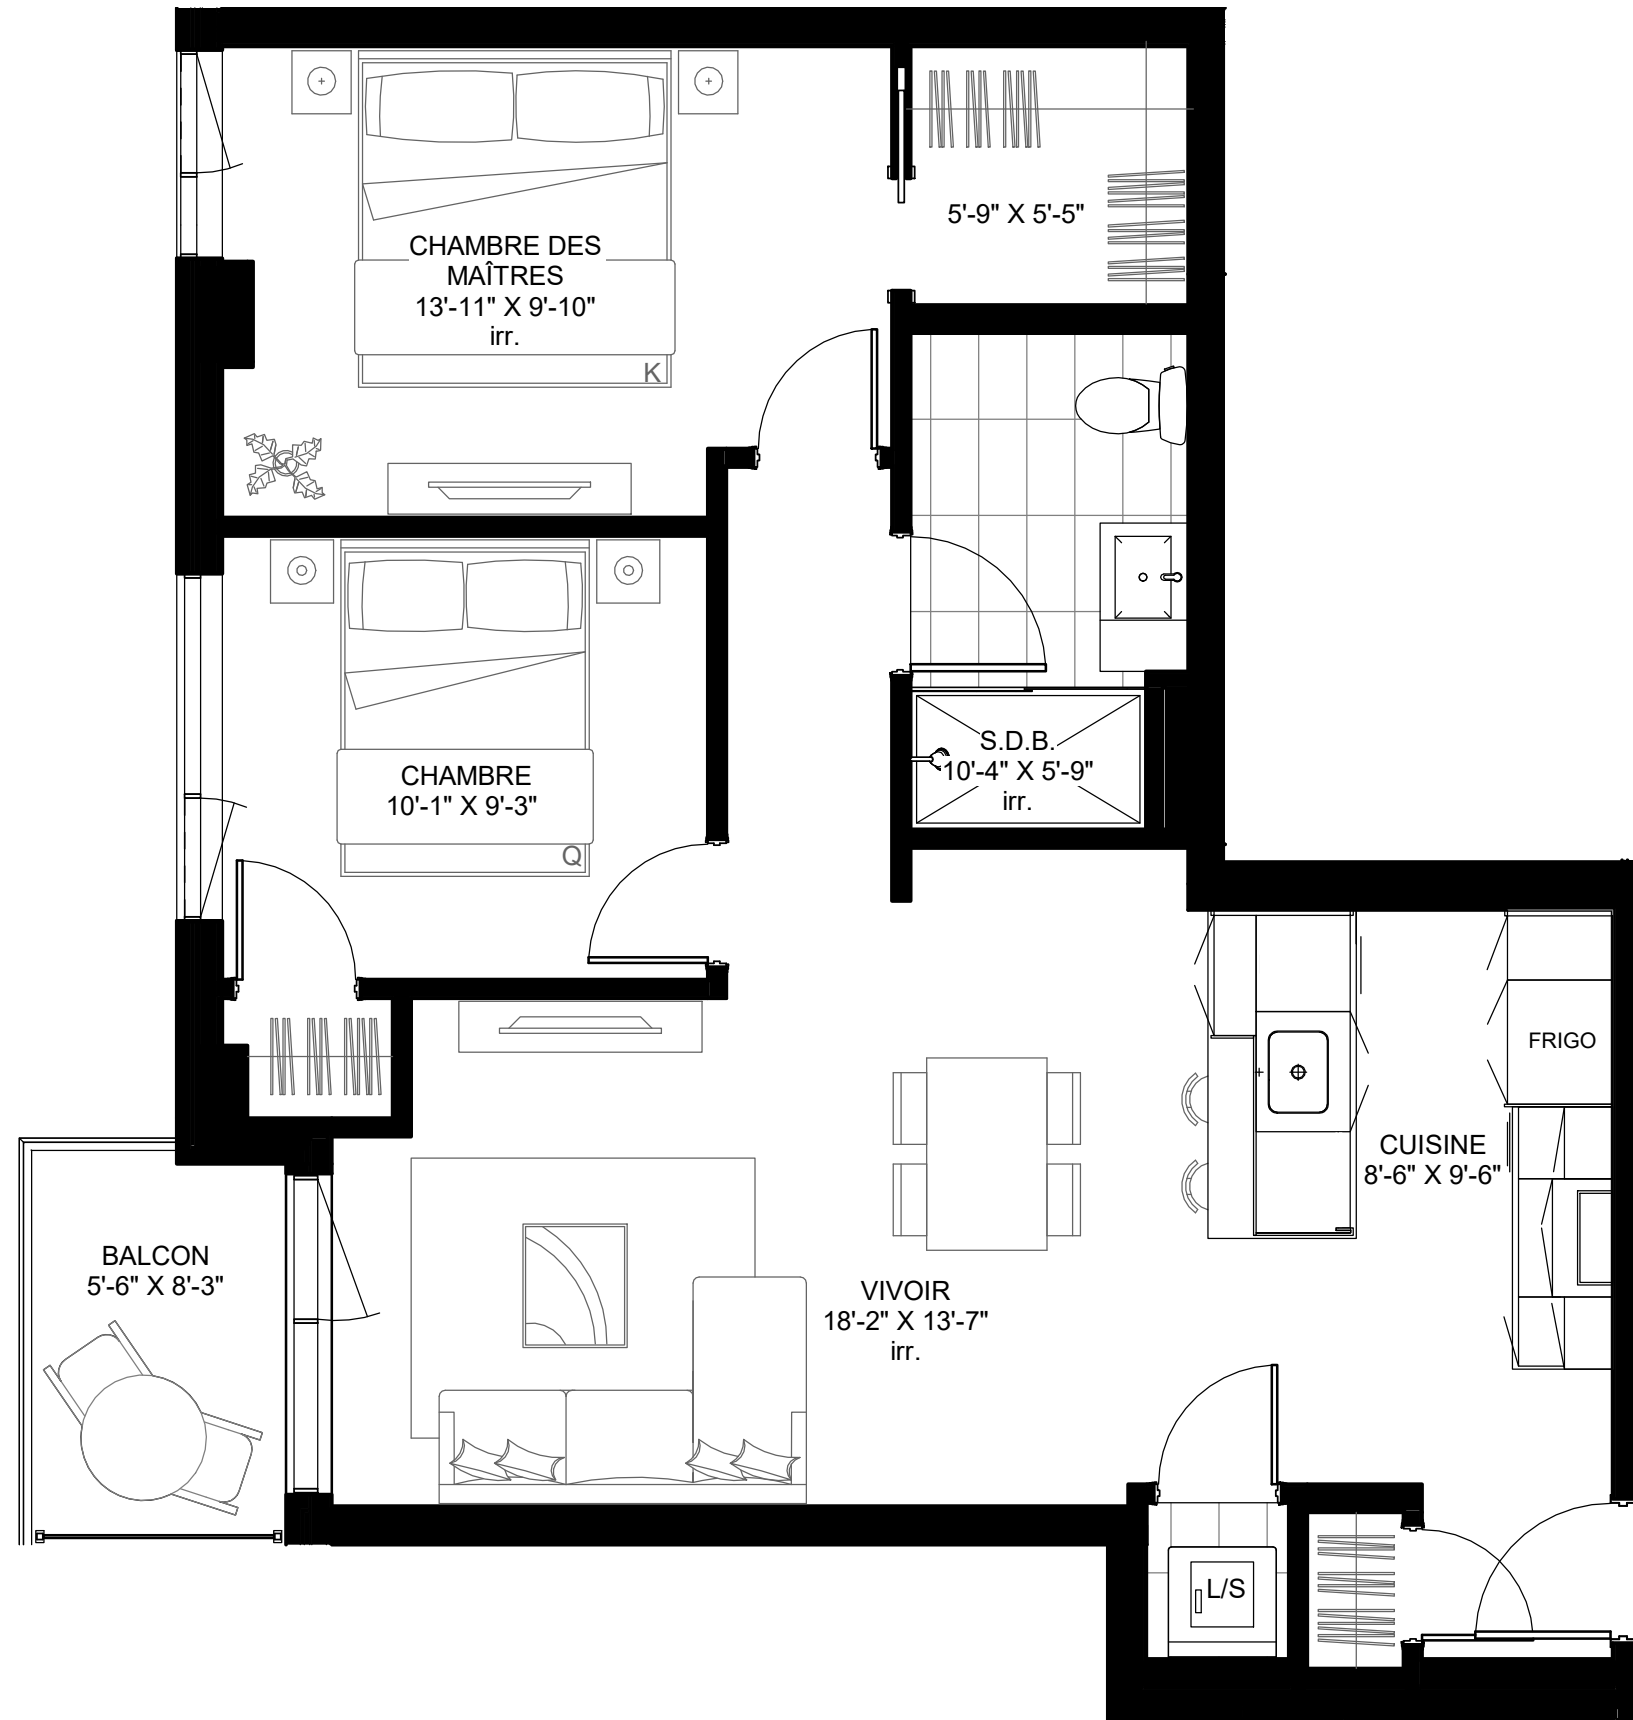 5'-9" X 5'-5"
CHAMBRE DES
MAÎTRES
13'-11" X 9'-10"
irr.
K
S.D.B.
10'-4" X 5'-9"
irr.
CHAMBRE
10'-1" X 9'-3"
Q
FRIGO
CUISINE
8'-6" X 9'-6"
BALCON
5'-6" X 8'-3"
VIVOIR
18'-2" X 13'-7"
irr.
L/S